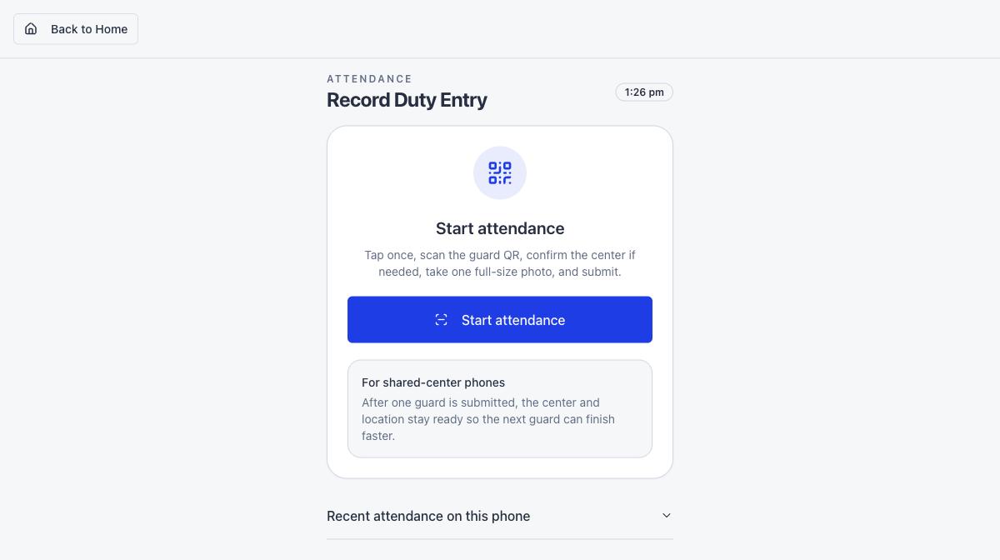 Back to Home
ATTENDANCE
Record Duty Entry
1:26 pm
Start attendance
Tap once, scan the guard QR, confirm the center if
needed, take one full-size photo, and submit.
Start attendance
For shared-center phones
After one guard is submitted, the center and
location stay ready so the next guard can finish
faster.
Recent attendance on this phone